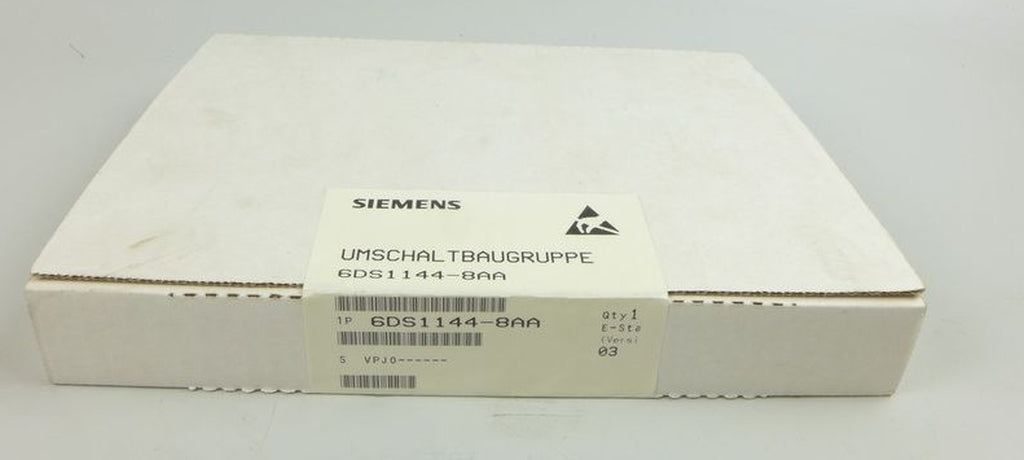 SIEMENS
UMSCHALTBAUGRUPPE
6DS1144-8AA
1P 6DS1144-8AA
Qty 1
E-Sta
(Versi
03
S VPJ0------